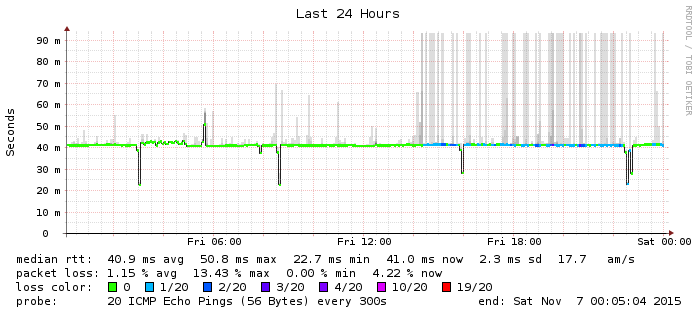 Last 24 Hours
RRDTOOL / TOBI OETIKER
Seconds
90 m
80 m
70 m
60 m
50 m
40 m
30 m
20 m
10 m
0
Fri 06:00 Fri 12:00 Fri 18:00 Sat 00:00
median rtt: 40.9 ms avg 50.8 ms max 22.7 ms min 41.0 ms now 2.3 ms sd 17.7 am/s
packet loss: 1.15 % avg 13.43 % max 0.00 % min 4.22 % now
loss color: 0 1/20 2/20 3/20 4/20 10/20 19/20
probe: 20 ICMP Echo Pings (56 Bytes) every 300s end: Sat Nov 7 00:05:04 2015